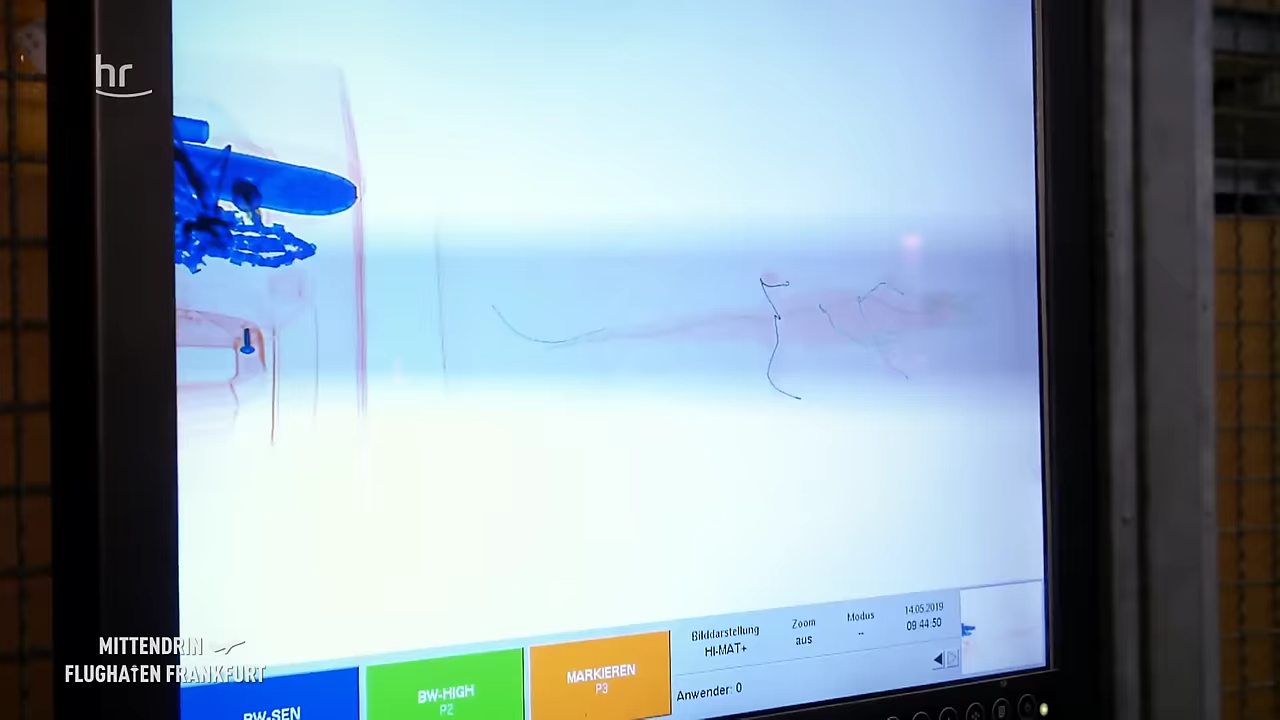 hr
MITTENDRIN
FLUGHAFEN FRANKFURT
BW-SEN
BW-HIGH
P2
MARKIEREN
P3
Bilddarstellung
HI-MAT+
Zoom
aus
Modus
--
14.05.2019
09:44:50
Anwender: 0